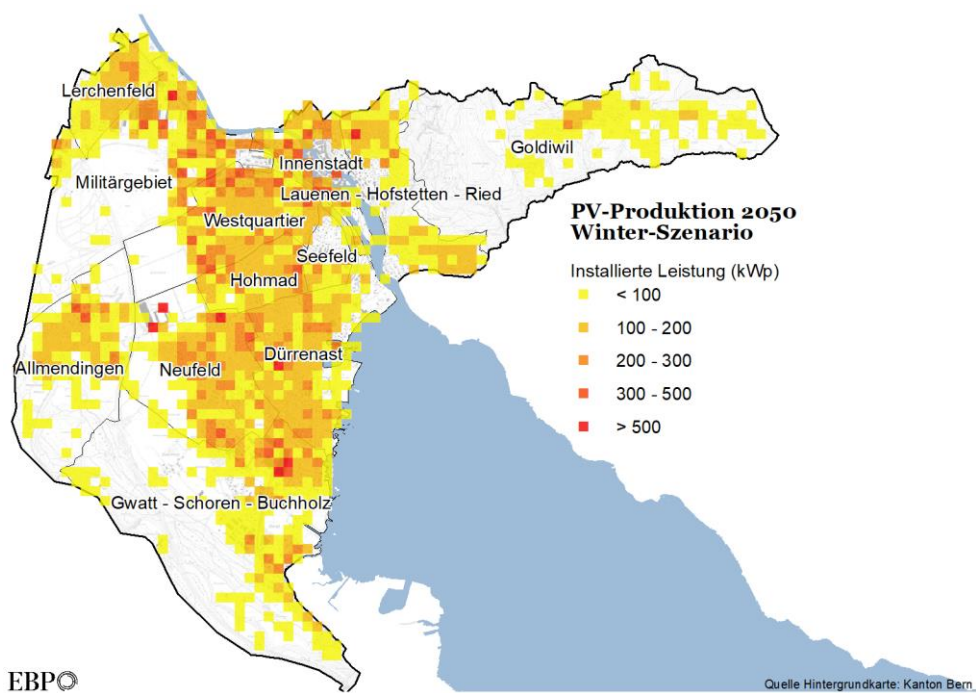 Lerchenfeld
Militärgebiet
Innenstadt
Goldiwil
Lauenen - Hofstetten - Ried
Westquartier
Seefeld
Hohmad
Dürrenast
Allmendingen
Neufeld
Gwatt - Schoren - Buchholz
PV-Produktion 2050
Winter-Szenario
Installierte Leistung (kWp)
< 100
100 - 200
200 - 300
300 - 500
> 500
EBP
Quelle Hintergrundkarte: Kanton Bern